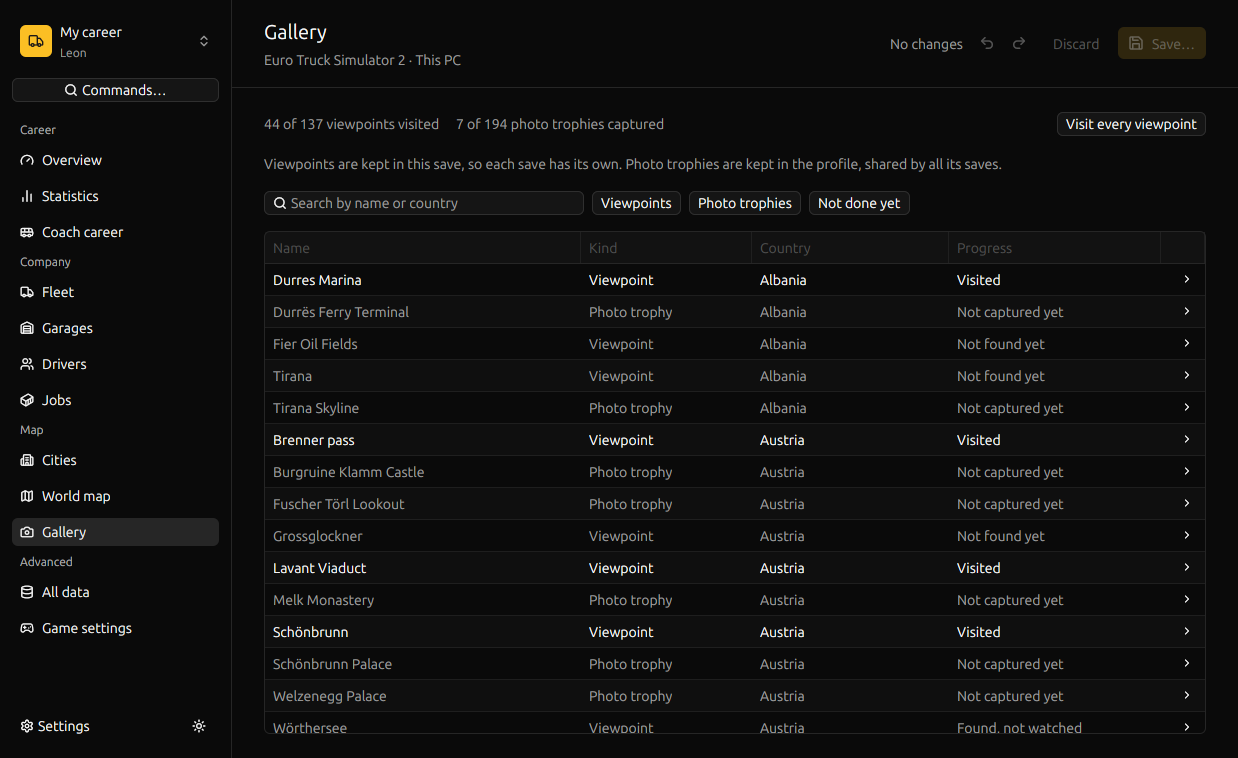 My career
Leon
Commands…
Career
Overview
Statistics
Coach career
Company
Fleet
Garages
Drivers
Jobs
Map
Cities
World map
Gallery
Advanced
All data
Game settings
Settings
Gallery
Euro Truck Simulator 2 · This PC
No changes Discard Save…
44 of 137 viewpoints visited 7 of 194 photo trophies captured Visit every viewpoint
Viewpoints are kept in this save, so each save has its own. Photo trophies are kept in the profile, shared by all its saves.
Search by name or country Viewpoints Photo trophies Not done yet
Name Kind Country Progress
Durres Marina Viewpoint Albania Visited
Durrës Ferry Terminal Photo trophy Albania Not captured yet
Fier Oil Fields Viewpoint Albania Not found yet
Tirana Viewpoint Albania Not found yet
Tirana Skyline Photo trophy Albania Not captured yet
Brenner pass Viewpoint Austria Visited
Burgruine Klamm Castle Photo trophy Austria Not captured yet
Fuscher Törl Lookout Photo trophy Austria Not captured yet
Grossglockner Viewpoint Austria Not found yet
Lavant Viaduct Viewpoint Austria Visited
Melk Monastery Photo trophy Austria Not captured yet
Schönbrunn Viewpoint Austria Visited
Schönbrunn Palace Photo trophy Austria Not captured yet
Welzenegg Palace Photo trophy Austria Not captured yet
Wörthersee Viewpoint Austria Found, not watched